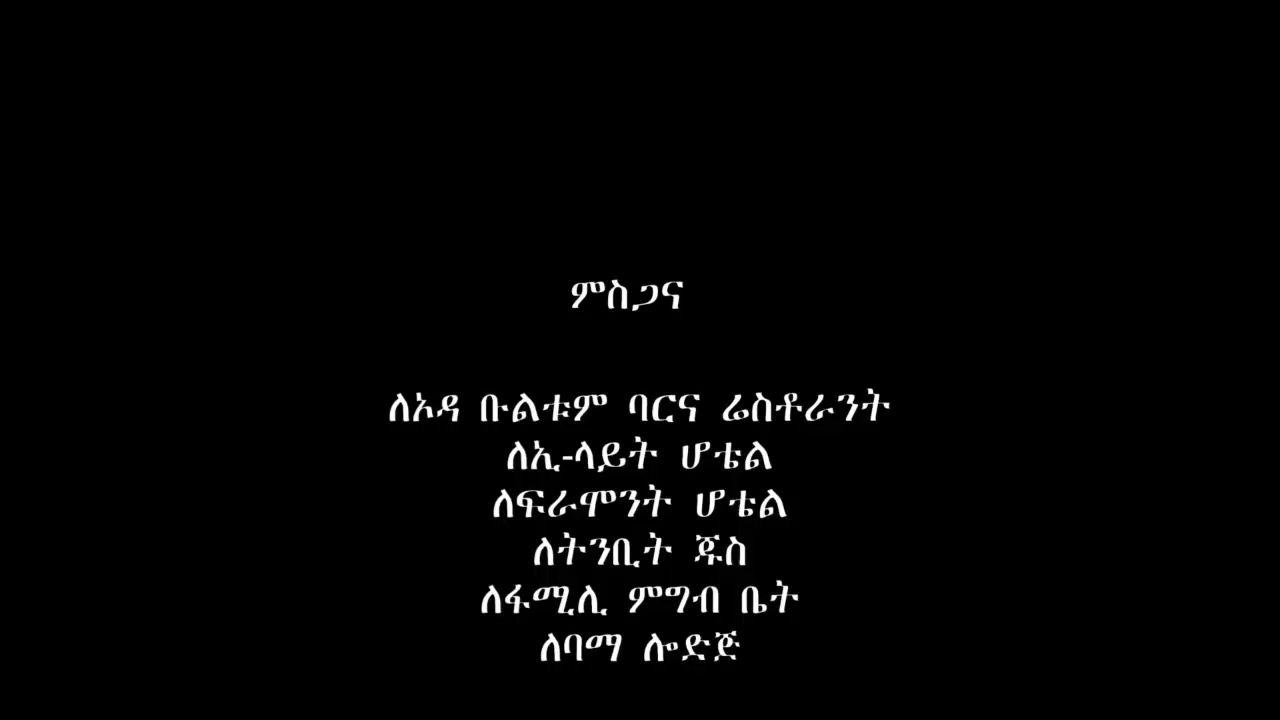 ምስጋና
ለኦዳ ቡልቱም ባርና ሬስቶራንት
ለኢ-ላይት ሆቴል
ለፍራሞንት ሆቴል
ለትንቢት ጁስ
ለፋሚሊ ምግብ ቤት
ለባማ ሎድጅ